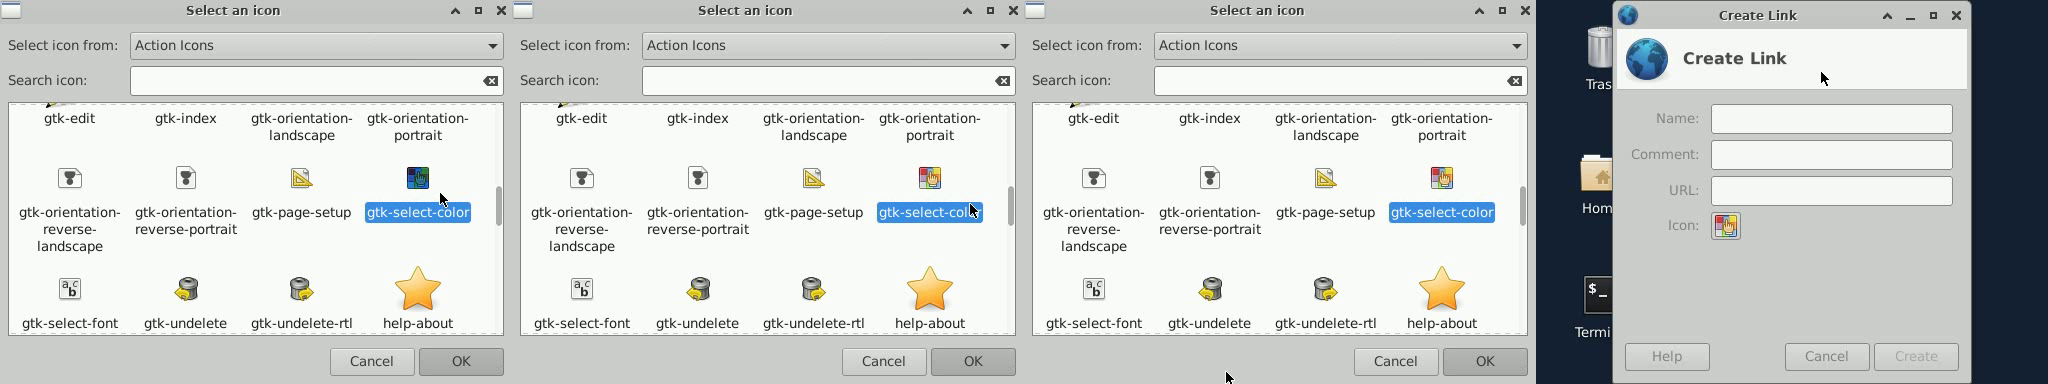 Select an icon
Select icon from: Action Icons
Search icon:
gtk-edit gtk-index gtk-orientation-landscape gtk-orientation-portrait
gtk-orientation-reverse-landscape gtk-orientation-reverse-portrait gtk-page-setup gtk-select-color
gtk-select-font gtk-undelete gtk-undelete-rtl help-about
Cancel OK
Select an icon
Select icon from: Action Icons
Search icon:
gtk-edit gtk-index gtk-orientation-landscape gtk-orientation-portrait
gtk-orientation-reverse-landscape gtk-orientation-reverse-portrait gtk-page-setup gtk-select-color
gtk-select-font gtk-undelete gtk-undelete-rtl help-about
Cancel OK
Select an icon
Select icon from: Action Icons
Search icon:
gtk-edit gtk-index gtk-orientation-landscape gtk-orientation-portrait
gtk-orientation-reverse-landscape gtk-orientation-reverse-portrait gtk-page-setup gtk-select-color
gtk-select-font gtk-undelete gtk-undelete-rtl help-about
Cancel OK
Tras
Hom
$_
Termi
Create Link
Create Link
Name:
Comment:
URL:
Icon:
Help Cancel Create